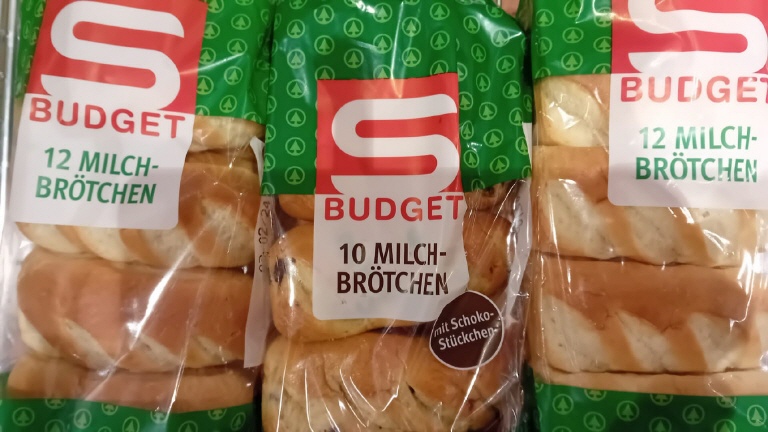 S
BUDGET
12 MILCH-
BRÖTCHEN
S
BUDGET
10 MILCH-
BRÖTCHEN
mit Schoko-
Stückchen
S
BUDGET
12 MILCH-
BRÖTCHEN